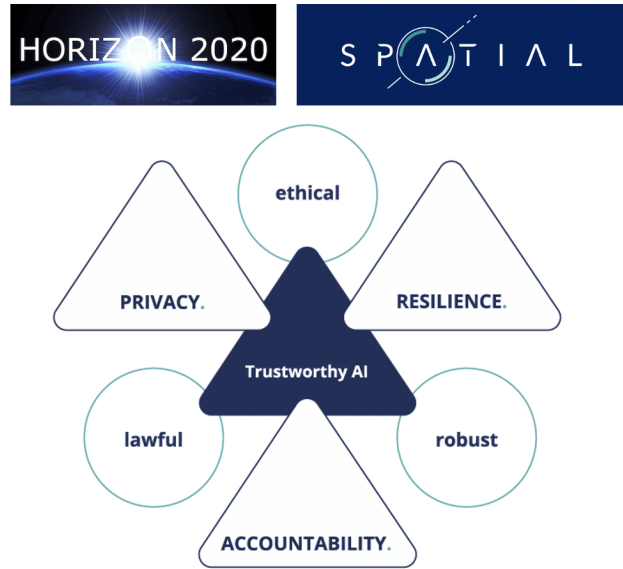 HORIZON 2020
SPATIAL
ethical
PRIVACY.
RESILIENCE.
Trustworthy AI
lawful
robust
ACCOUNTABILITY.